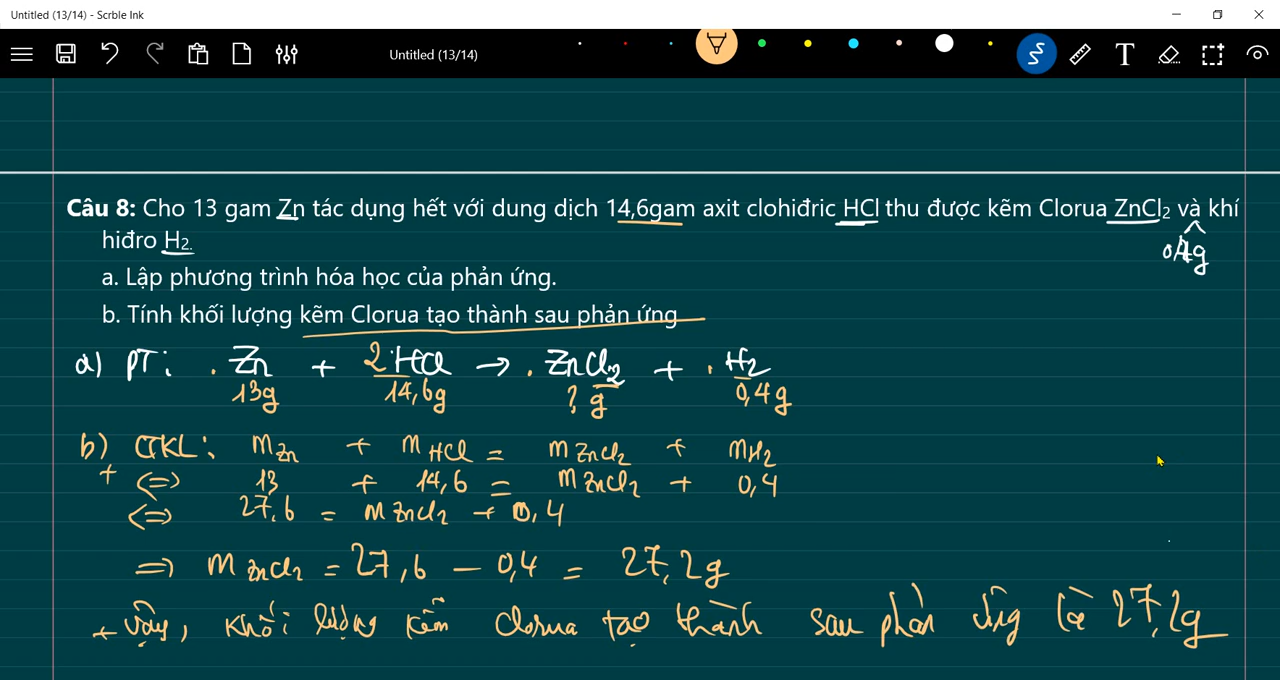 Untitled (13/14) - Scrble Ink
Untitled (13/14)
T
Câu 8: Cho 13 gam Zn tác dụng hết với dung dịch 14,6gam axit clohiđric HCl thu được kẽm Clorua ZnCl2 và khí
hiđro H2.
0,4g
a. Lập phương trình hóa học của phản ứng.
b. Tính khối lượng kẽm Clorua tạo thành sau phản ứng
a) PT: Zn + 2HCl → ZnCl2 + H2
13g 14,6g ? g 0,4g
b) ĐTKL: mZn + mHCl = mZnCl2 + mH2
+ <=> 13 + 14,6 = mZnCl2 + 0,4
<=> 27,6 = mZnCl2 + 0,4
=> mZnCl2 = 27,6 - 0,4 = 27,2g
+ Vậy, khối lượng kẽm Clorua tạo thành sau phản ứng là 27,2g